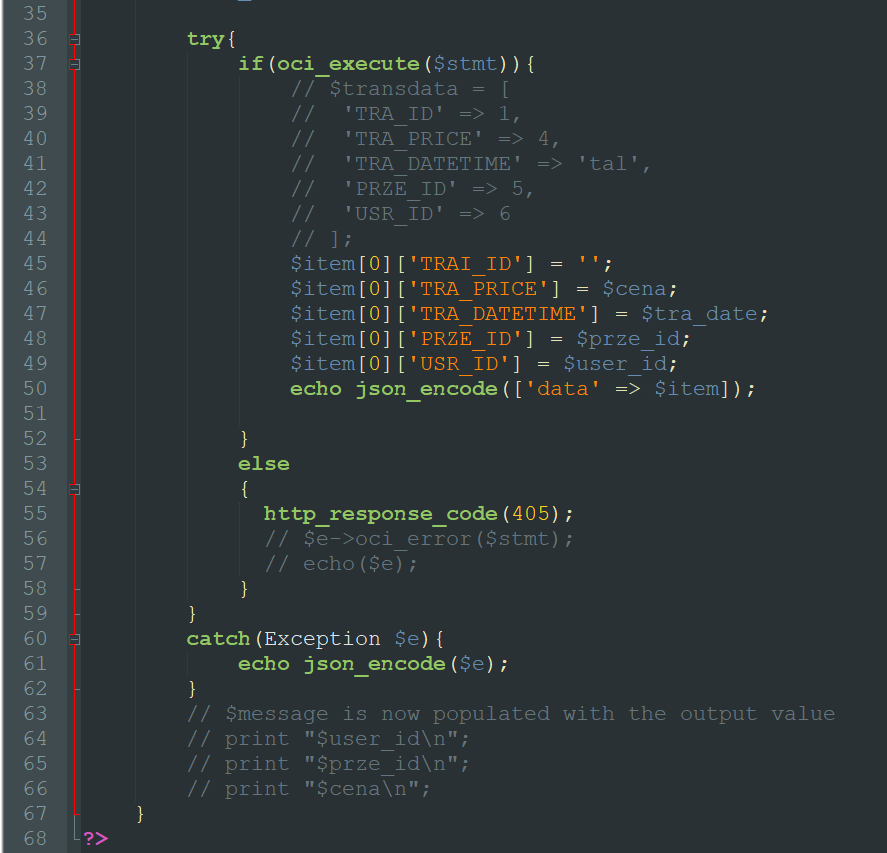 35
36 try{
37 if(oci_execute($stmt)){
38 // $transdata = [
39 //  'TRA_ID' => 1,
40 //  'TRA_PRICE' => 4,
41 //  'TRA_DATETIME' => 'tal',
42 //  'PRZE_ID' => 5,
43 //  'USR_ID' => 6
44 // ];
45 $item[0]['TRAI_ID'] = '';
46 $item[0]['TRA_PRICE'] = $cena;
47 $item[0]['TRA_DATETIME'] = $tra_date;
48 $item[0]['PRZE_ID'] = $prze_id;
49 $item[0]['USR_ID'] = $user_id;
50 echo json_encode(['data' => $item]);
51
52 }
53 else
54 {
55 http_response_code(405);
56 // $e->oci_error($stmt);
57 // echo($e);
58 }
59 }
60 catch(Exception $e){
61 echo json_encode($e);
62 }
63 // $message is now populated with the output value
64 // print "$user_id\n";
65 // print "$prze_id\n";
66 // print "$cena\n";
67 }
68 ?>